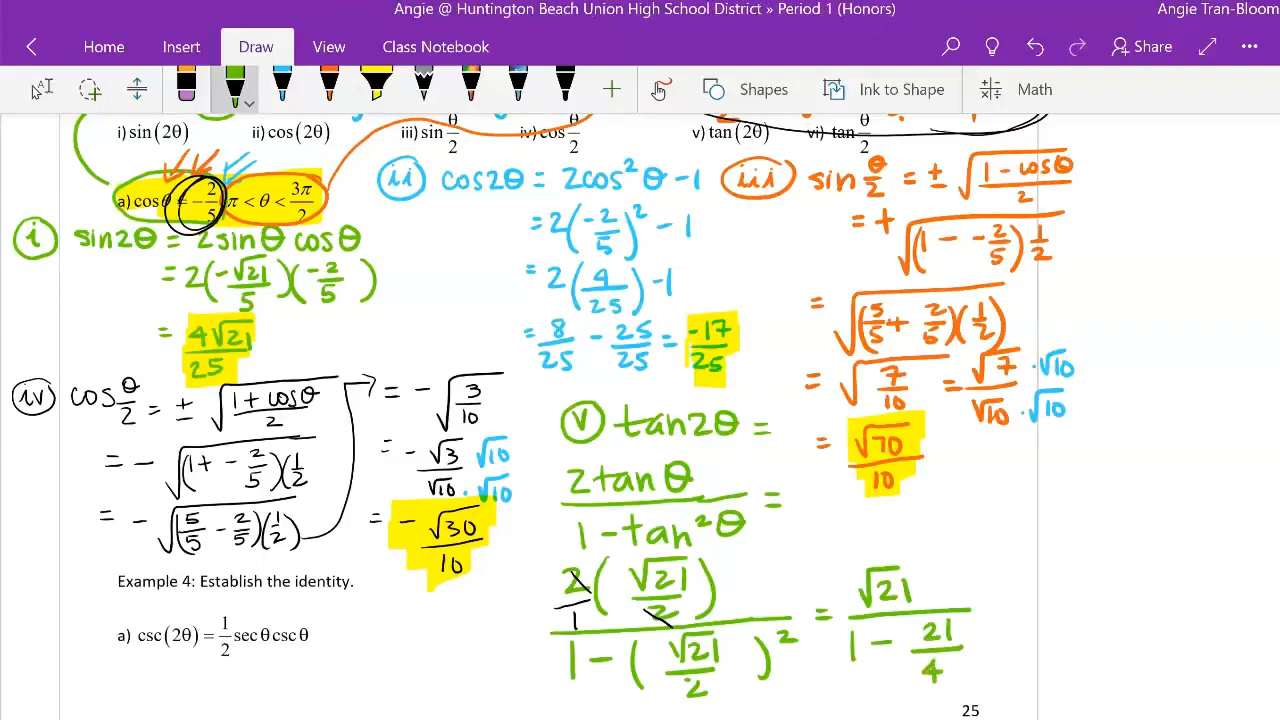 Angie @ Huntington Beach Union High School District » Period 1 (Honors)
Angie Tran-Bloom
Home Insert Draw View Class Notebook Share
Shapes Ink to Share Math
i) sin(2θ) ii) cos(2θ) iii) sin θ/2 iv) cos θ/2 v) tan(2θ) vi) tan θ/2
a) cosθ = -2/5 π < θ < 3π/2
i sin2θ = 2sinθ cosθ
= 2(-√21/5)(-2/5)
= 4√21/25
ii cos2θ = 2cos²θ - 1
= 2(-2/5)² - 1
= 2(4/25) - 1
= 8/25 - 25/25 = -17/25
iii sin θ/2 = ± √(1 - cosθ/2)
= + √((1 - -2/5) 1/2)
= √((5/5 + 2/5)(1/2))
= √(7/10) = √7/√10 · √10 · √10
= √70/10
iv cos θ/2 = ± √(1 + cosθ/2)
= - √((1 + - 2/5)(1/2))
= - √((5/5 - 2/5)(1/2))
= - √(3/10)
= - √3/√10 √10 · √10
= - √30/10
v tan2θ =
2tanθ/1 - tan²θ =
2/1(√21/2)/1 - (√21/2)² = √21/1 - 21/4
Example 4: Establish the identity.
a) csc(2θ) = 1/2 secθ cscθ
25